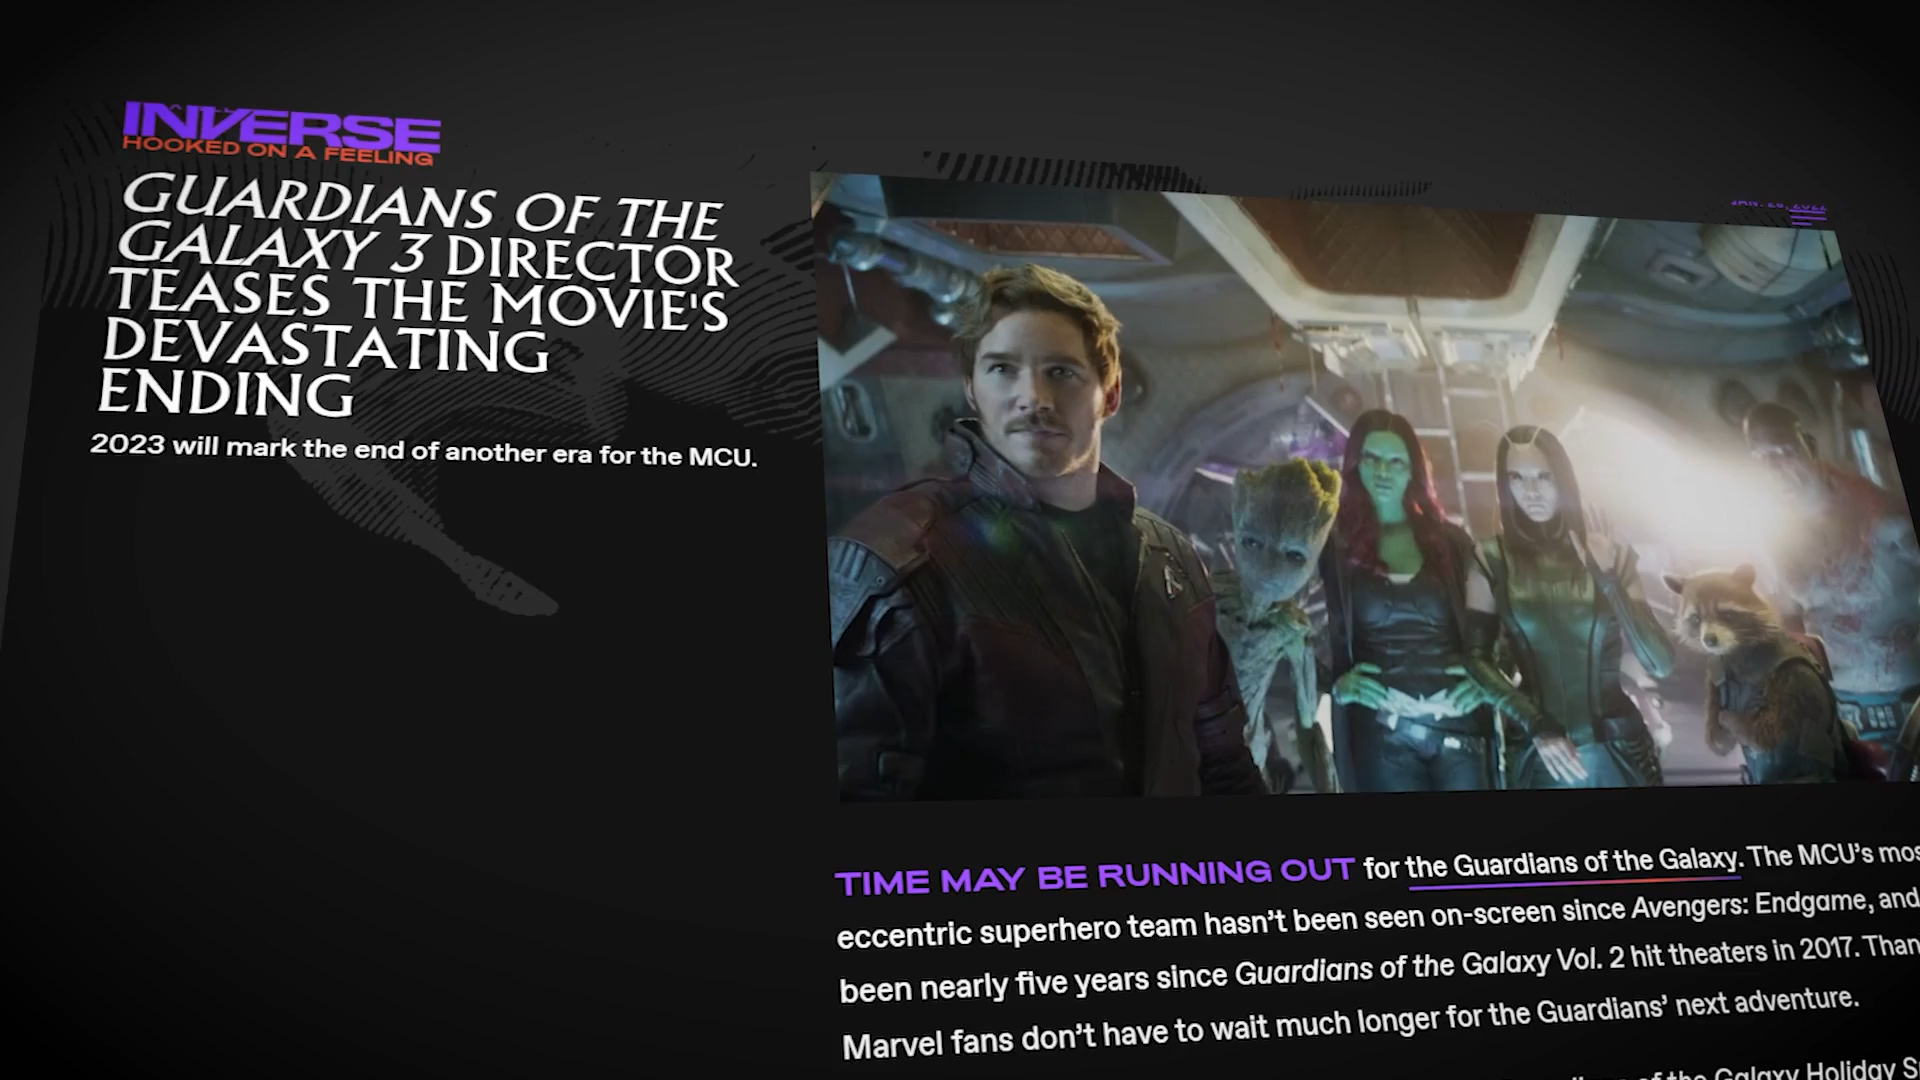 INVERSE
HOOKED ON A FEELING
GUARDIANS OF THE
GALAXY 3 DIRECTOR
TEASES THE MOVIE'S
DEVASTATING
ENDING
2023 will mark the end of another era for the MCU.
TIME MAY BE RUNNING OUT for the Guardians of the Galaxy. The MCU's
eccentric superhero team hasn't been seen on-screen since Avengers: Endgame, and
been nearly five years since Guardians of the Galaxy Vol. 2 hit theaters in 2017.
Marvel fans don't have to wait much longer for the Guardians' next adventure.
of the Galaxy Holiday